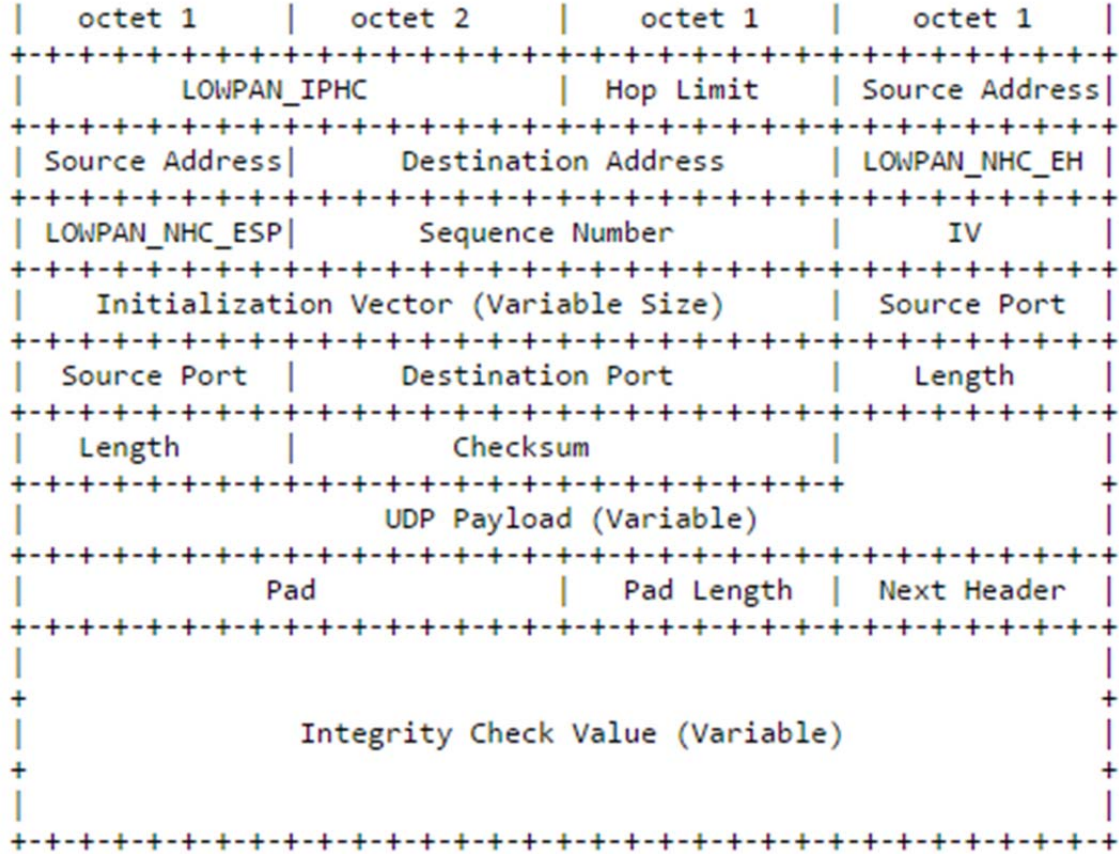 | octet 1 | octet 2 | octet 1 | octet 1 |
+-+-+-+-+-+-+-+-+-+-+-+-+-+-+-+-+-+-+-+-+-+-+-+-+-+-+-+-+-+-+-+-+
| LOWPAN_IPHC | Hop Limit | Source Address|
+-+-+-+-+-+-+-+-+-+-+-+-+-+-+-+-+-+-+-+-+-+-+-+-+-+-+-+-+-+-+-+-+
| Source Address| Destination Address | LOWPAN_NHC_EH |
+-+-+-+-+-+-+-+-+-+-+-+-+-+-+-+-+-+-+-+-+-+-+-+-+-+-+-+-+-+-+-+-+
| LOWPAN_NHC_ESP| Sequence Number | IV |
+-+-+-+-+-+-+-+-+-+-+-+-+-+-+-+-+-+-+-+-+-+-+-+-+-+-+-+-+-+-+-+-+
| Initialization Vector (Variable Size) | Source Port |
+-+-+-+-+-+-+-+-+-+-+-+-+-+-+-+-+-+-+-+-+-+-+-+-+-+-+-+-+-+-+-+-+
| Source Port | Destination Port | Length |
+-+-+-+-+-+-+-+-+-+-+-+-+-+-+-+-+-+-+-+-+-+-+-+-+-+-+-+-+-+-+-+-+
| Length | Checksum | |
+-+-+-+-+-+-+-+-+-+-+-+-+-+-+-+-+-+-+-+-+-+-+-+-+ +
| UDP Payload (Variable) |
+-+-+-+-+-+-+-+-+-+-+-+-+-+-+-+-+-+-+-+-+-+-+-+-+-+-+-+-+-+-+-+-+
| Pad | Pad Length | Next Header |
+-+-+-+-+-+-+-+-+-+-+-+-+-+-+-+-+-+-+-+-+-+-+-+-+-+-+-+-+-+-+-+-+
| |
+ +
| Integrity Check Value (Variable) |
+ +
| |
+-+-+-+-+-+-+-+-+-+-+-+-+-+-+-+-+-+-+-+-+-+-+-+-+-+-+-+-+-+-+-+-+